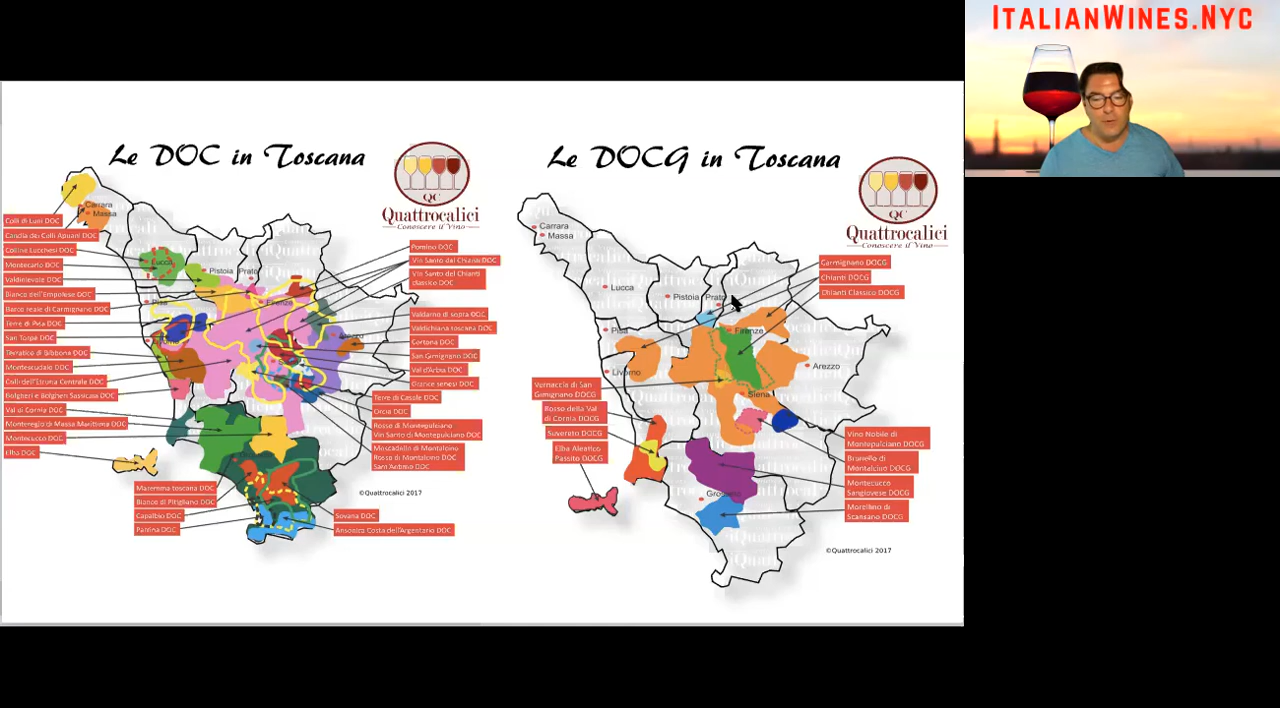 ITALIANWINES.NYC
Le DOC in Toscana
QC
Quattrocalici
Conoscere il Vino
Carrara
Massa
Lucca
Pistoia
Prato
Pisa
Firenze
Colli di Luni DOC
Candia dei Colli Apuani DOC
Colline Lucchesi DOC
Montecarlo DOC
Valdinievole DOC
Bianco dell'Empolese DOC
Barco reale di Carmignano DOC
Terre di Pisa DOC
San Torpè DOC
Terratico di Bibbona DOC
Montescudaio DOC
Colli dell'Etruria Centrale DOC
Bolgheri e Bolgheri Sassicaia DOC
Val di Cornia DOC
Monteregio di Massa Marittima DOC
Montecucco DOC
Elba DOC
Maremma toscana DOC
Bianco di Pitigliano DOC
Capalbio DOC
Parrina DOC
Pomino DOC
Vin Santo del Chianti DOC
Vin Santo del Chianti
classico DOC
Valdarno di sopra DOC
Valdichiana toscana DOC
Cortona DOC
San Gimignano DOC
Val d'Arbia DOC
Grance senesi DOC
Terre di Casole DOC
Orcia DOC
Rosso di Montepulciano
Vin Santo di Montepulciano DOC
Moscadello di Montalcino
Rosso di Montalcino DOC
Sant'Antimo DOC
©Quattrocalici 2017
Sovana DOC
Ansonica Costa dell'Argentario DOC
Le DOCG in Toscana
QC
Quattrocalici
Conoscere il Vino
Carrara
Massa
Lucca
Pistoia
Prato
Pisa
Firenze
Livorno
Arezzo
Siena
Grosseto
Carmignano DOCG
Chianti DOCG
Chianti Classico DOCG
Vernaccia di San
Gimignano DOCG
Rosso della Val
di Cornia DOCG
Suvereto DOCG
Elba Aleatico
Passito DOCG
Vino Nobile di
Montepulciano DOCG
Brunello di
Montalcino DOCG
Montecucco
Sangiovese DOCG
Morellino di
Scansano DOCG
©Quattrocalici 2017